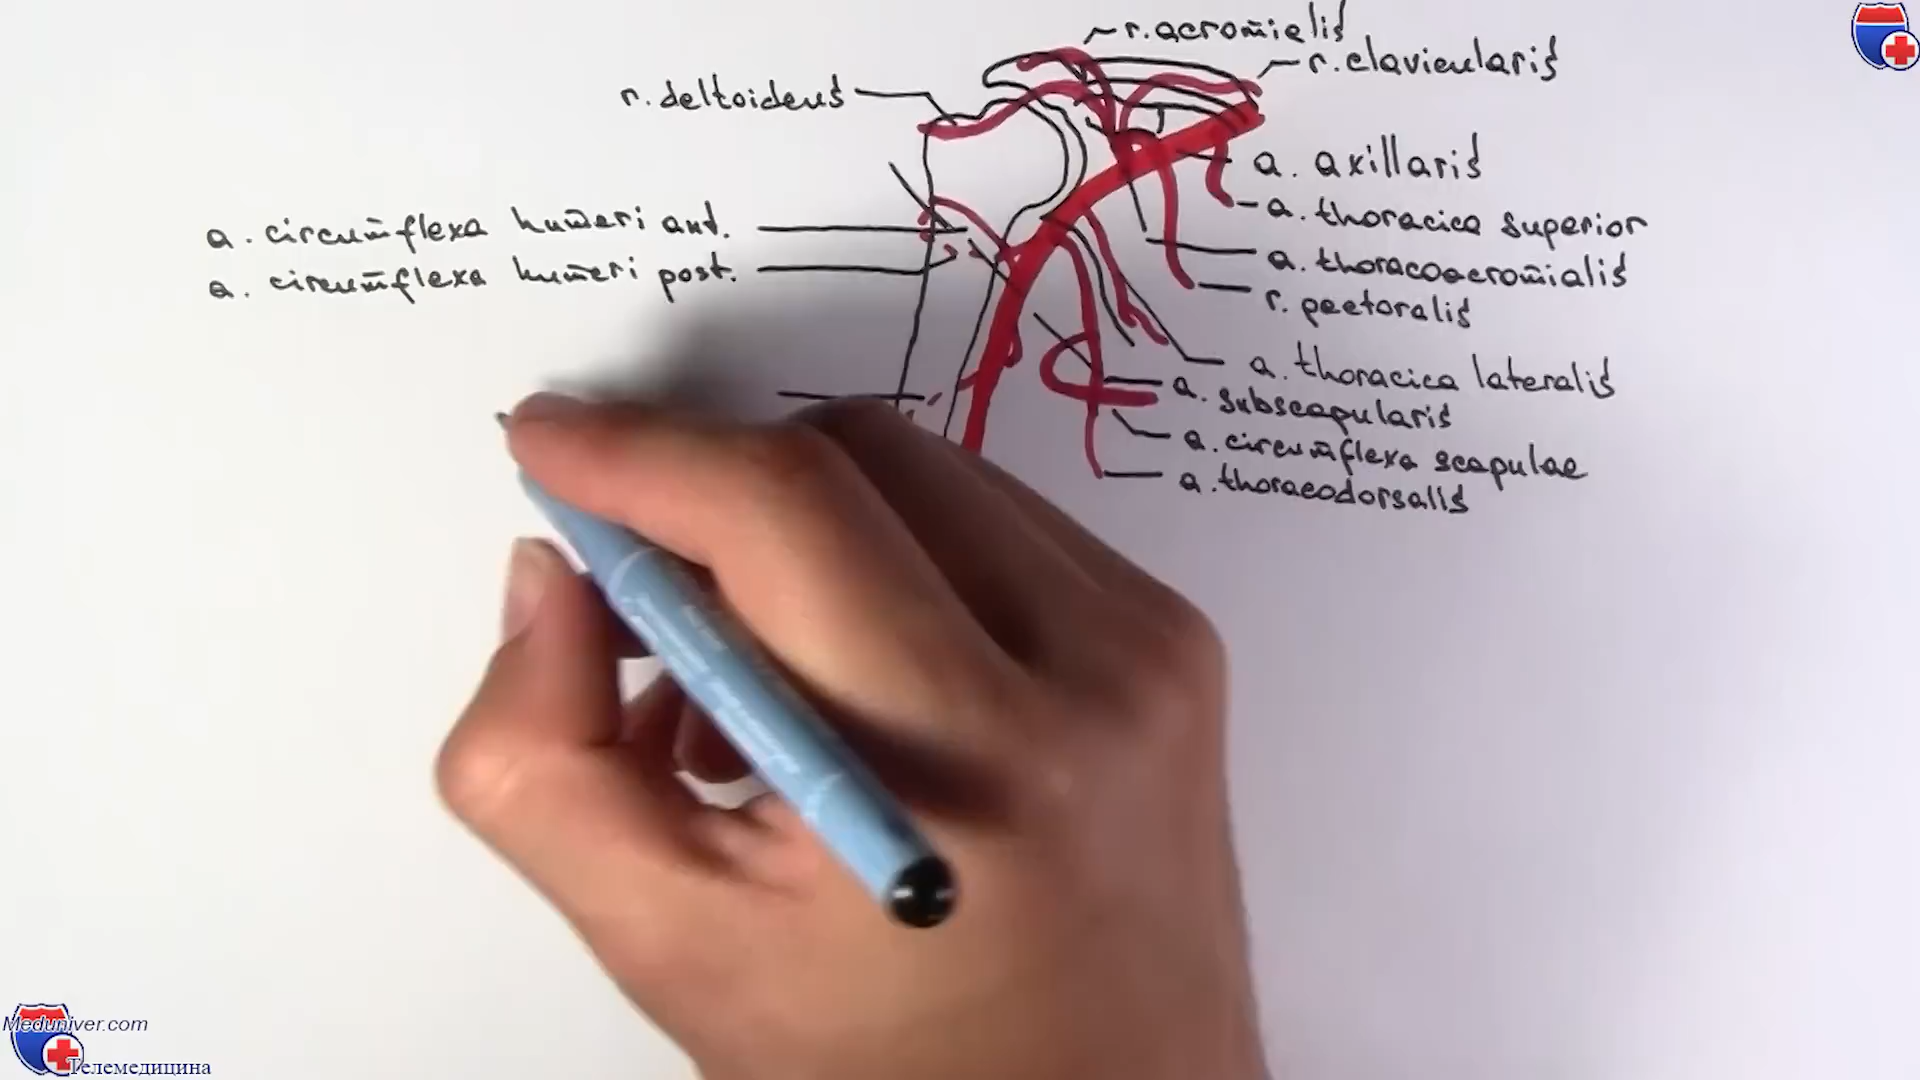 r. acromialis
r. clavicularis
r. deltoideus
a. axillaris
a. thoracica superior
a. circumflexa humeri ant.
a. thoracoacromialis
a. circumflexa humeri post.
r. pectoralis
a. thoracica lateralis
a. subscapularis
a. circumflexa scapulae
a. thoracodorsalis
Meduniver.com
Телемедицина